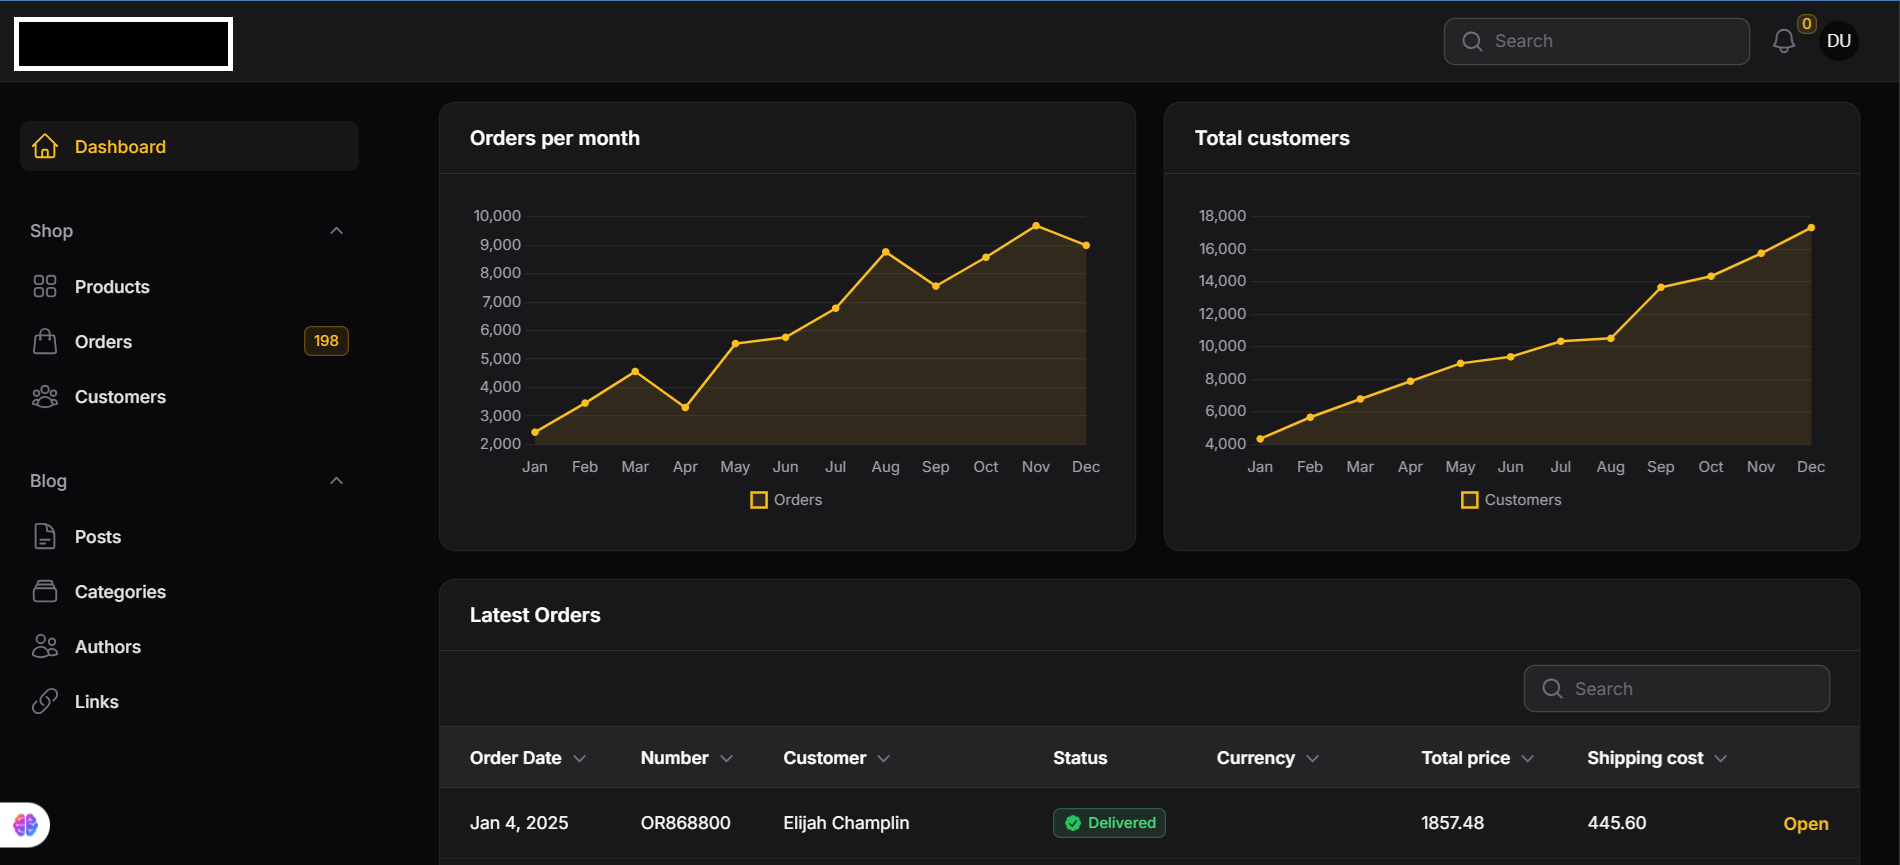 Search
0
DU
Dashboard
Shop
Products
Orders
198
Customers
Blog
Posts
Categories
Authors
Links
Orders per month
10,000
9,000
8,000
7,000
6,000
5,000
4,000
3,000
2,000
Jan Feb Mar Apr May Jun Jul Aug Sep Oct Nov Dec
Orders
Total customers
18,000
16,000
14,000
12,000
10,000
8,000
6,000
4,000
Jan Feb Mar Apr May Jun Jul Aug Sep Oct Nov Dec
Customers
Latest Orders
Search
Order Date Number Customer Status Currency Total price Shipping cost
Jan 4, 2025 OR868800 Elijah Champlin Delivered 1857.48 445.60 Open